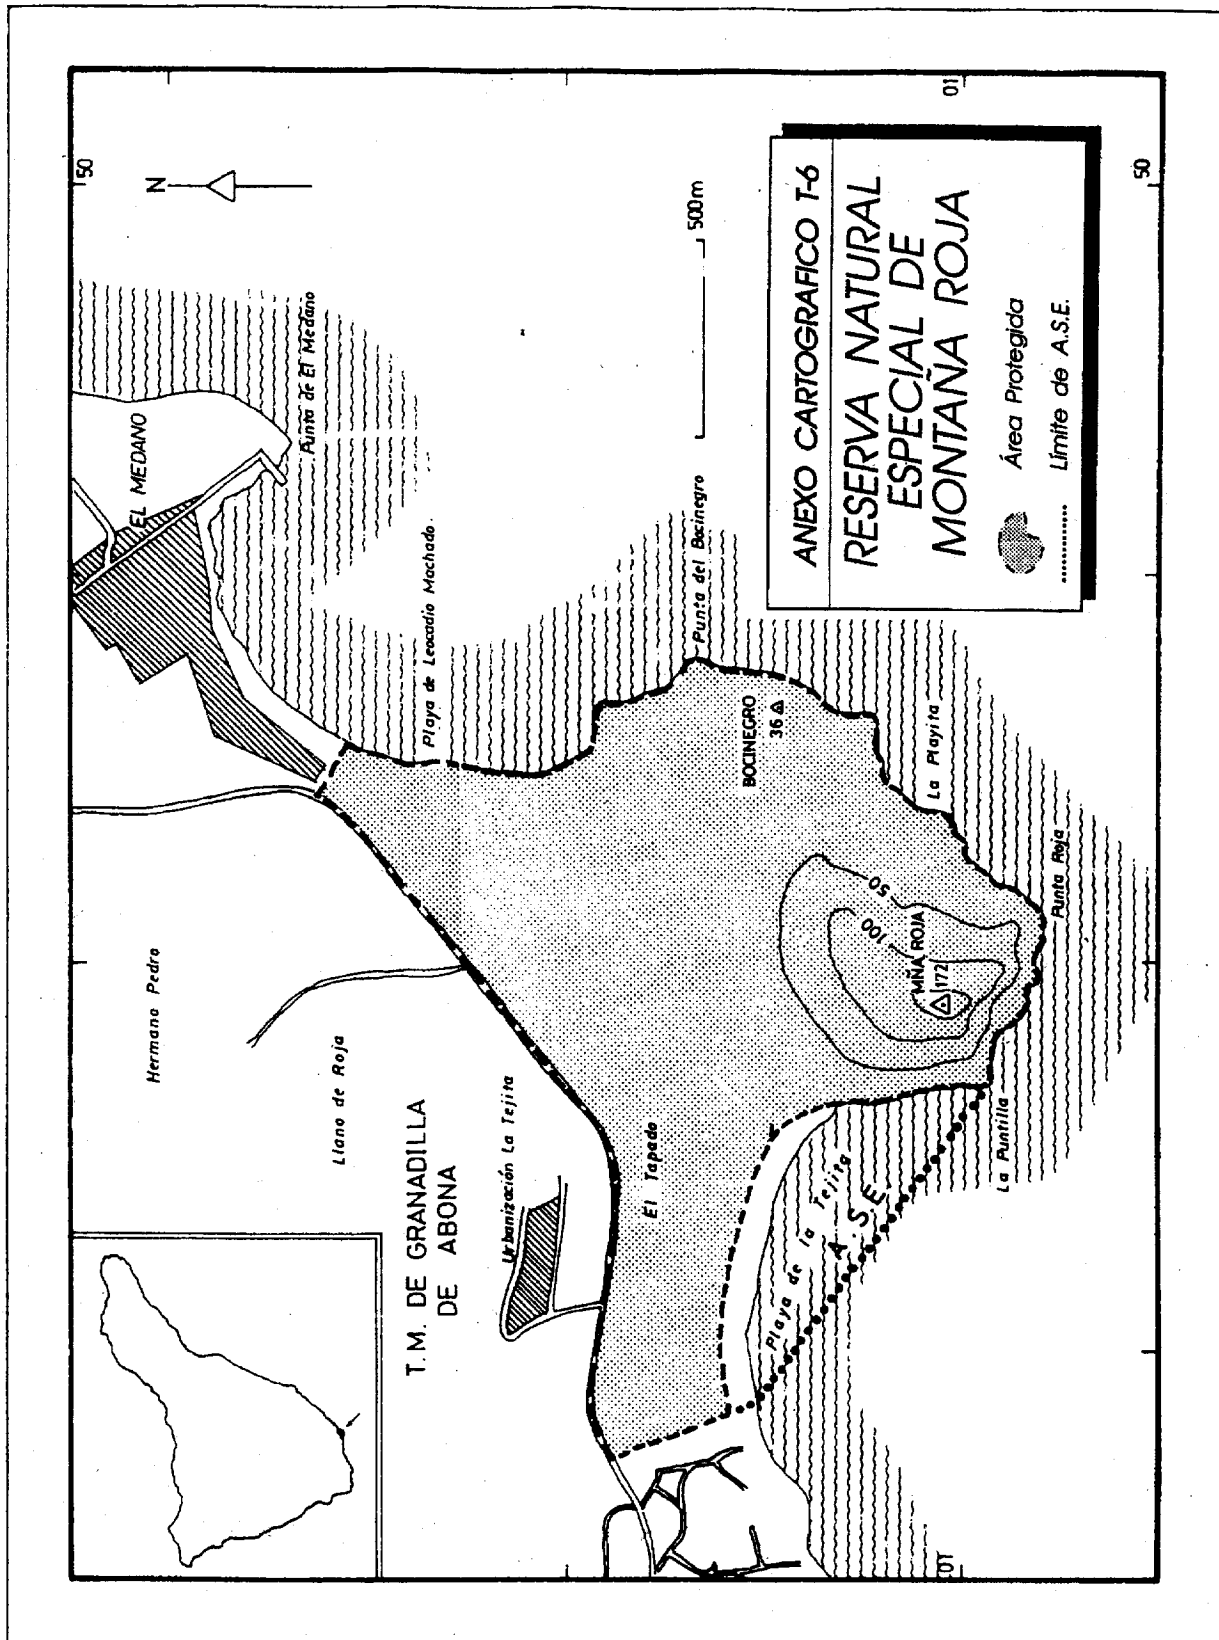 50
N
EL MEDANO
Punta de El Medano
Hermano Pedro
Playa de Leocadio Machado
Llano de Roja
T.M. DE GRANADILLA
DE ABONA
Urbanización La Tejita
El Tapado
500m
Punta del Bocinegro
BOCINEGRO
36
La Playita
50
100
MÑA ROJA
172
Punta Roja
La Puntilla
Playa de la Tejita
A.S.E.
01
01
50
ANEXO CARTOGRAFICO T-6
RESERVA NATURAL
ESPECIAL DE
MONTAÑA ROJA
Área Protegida
Límite de A.S.E.